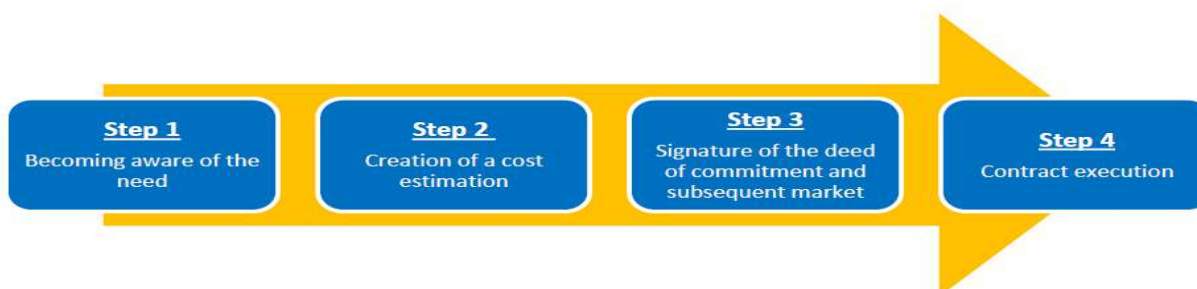 Step 1
Becoming aware of the
need
Step 2
Creation of a cost
estimation
Step 3
Signature of the deed
of commitment and
subsequent market
Step 4
Contract execution